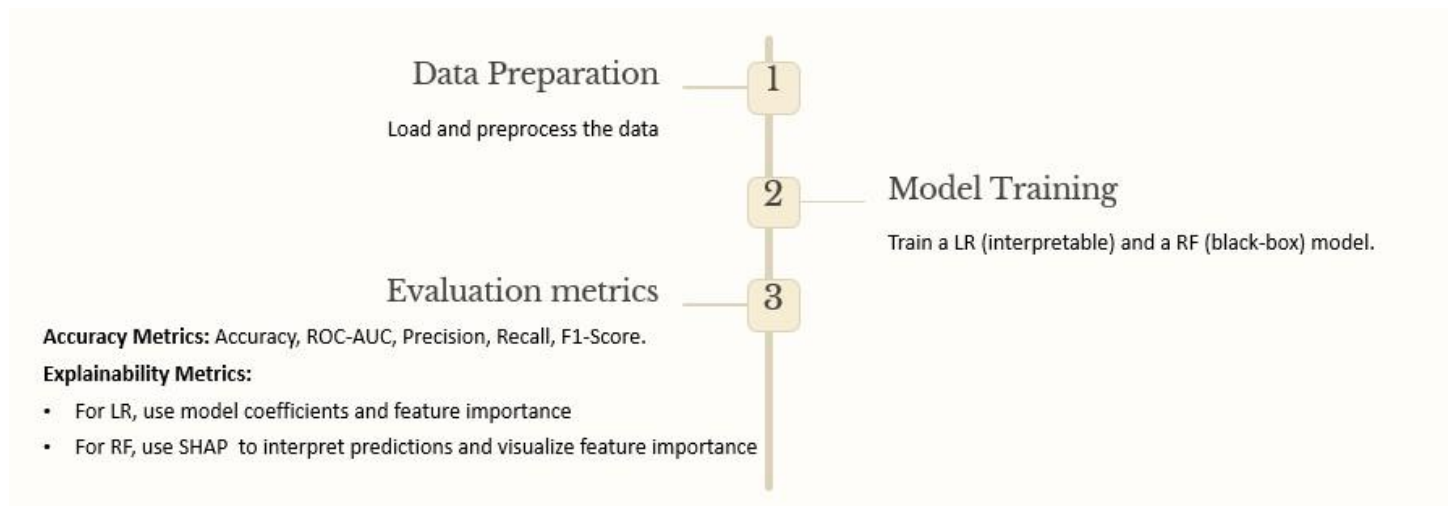 1
Data Preparation
Load and preprocess the data
2
Model Training
Train a LR (interpretable) and a RF (black-box) model.
3
Evaluation metrics
Accuracy Metrics: Accuracy, ROC-AUC, Precision, Recall, F1-Score.
Explainability Metrics:
• For LR, use model coefficients and feature importance
• For RF, use SHAP to interpret predictions and visualize feature importance